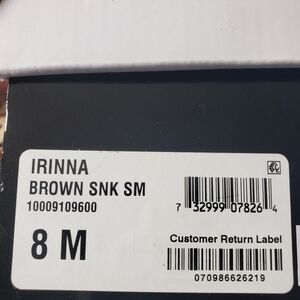 IRINNA
BROWN SNK SM
10009109600
8 M
7 32999 07826 4
Customer Return Label
070986626219